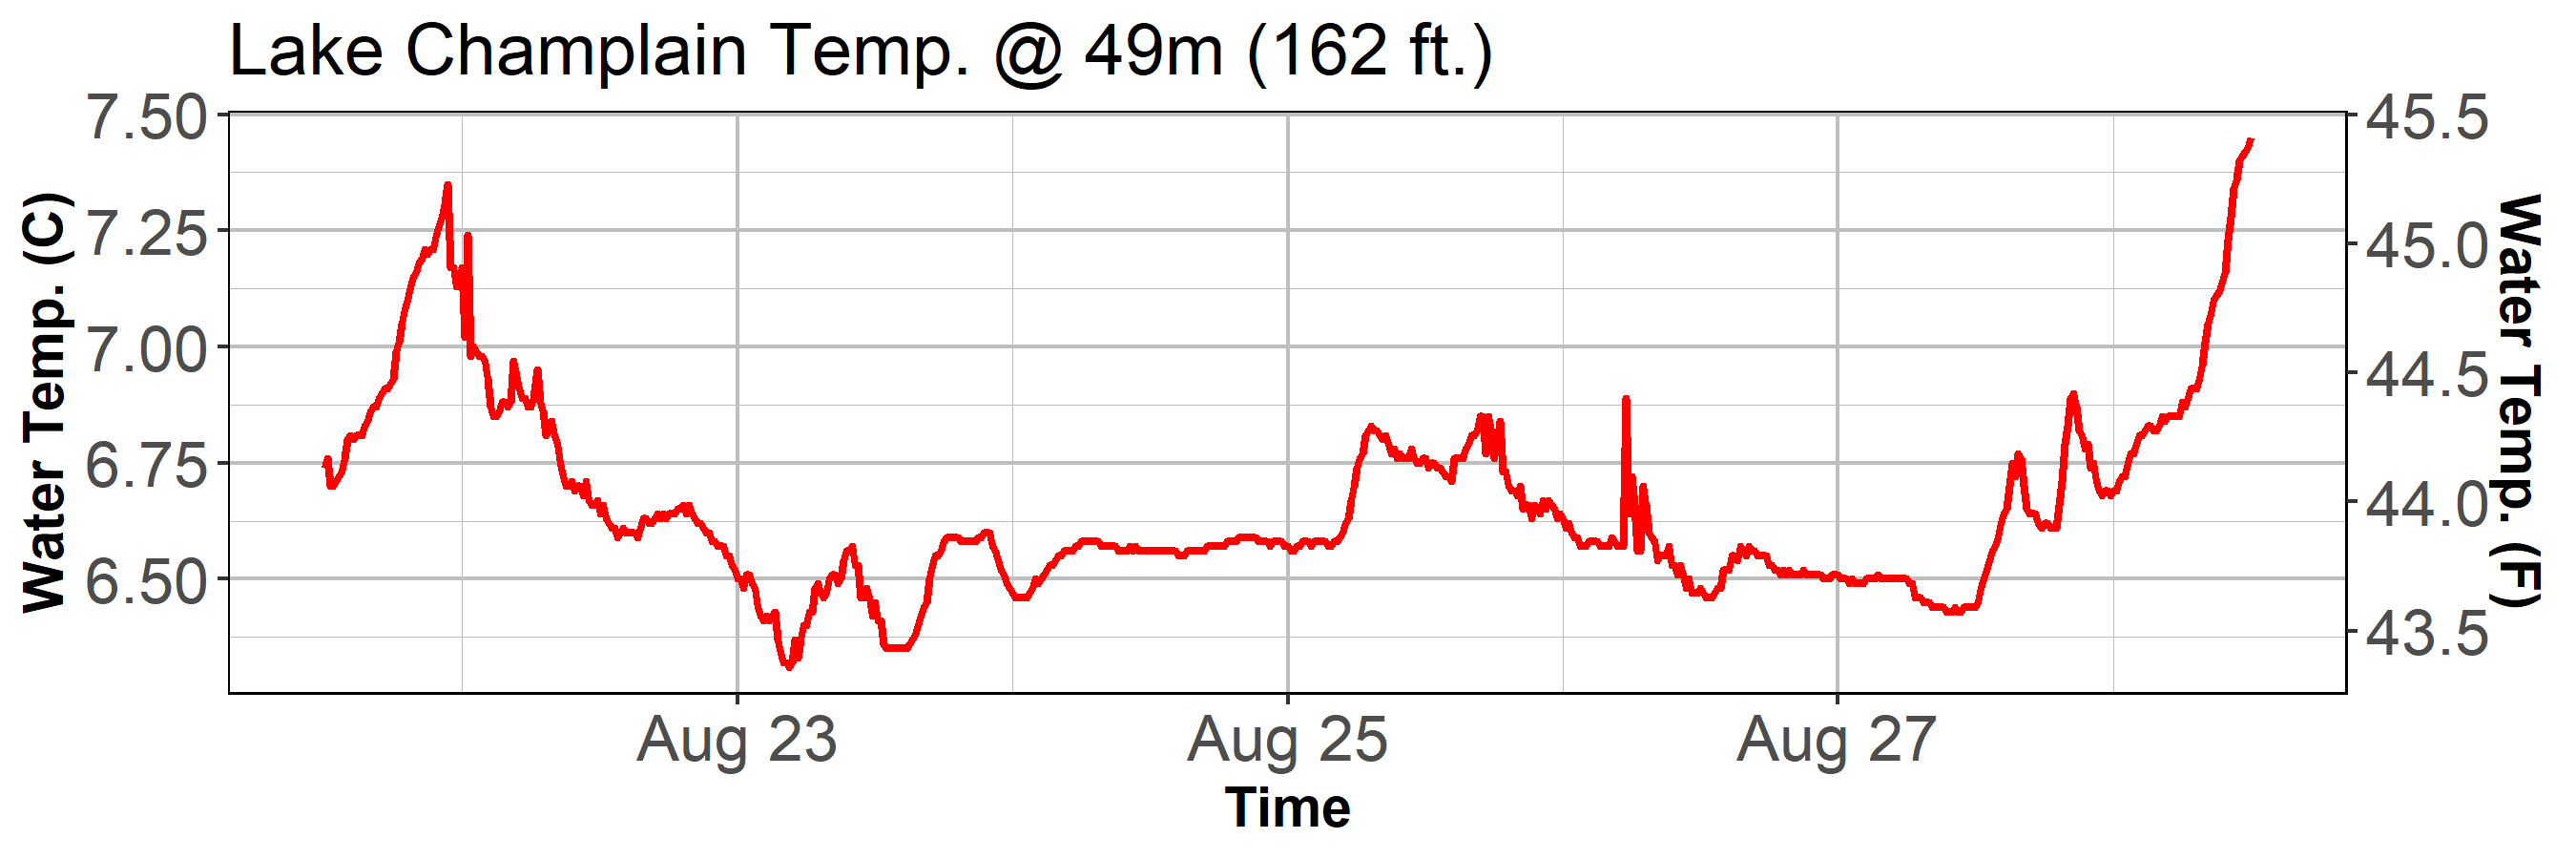 Lake Champlain Temp. @ 49m (162 ft.)
7.50
7.25
7.00
6.75
6.50
Water Temp. (C)
45.5
45.0
44.5
44.0
43.5
Water Temp. (F)
Aug 23
Aug 25
Aug 27
Time